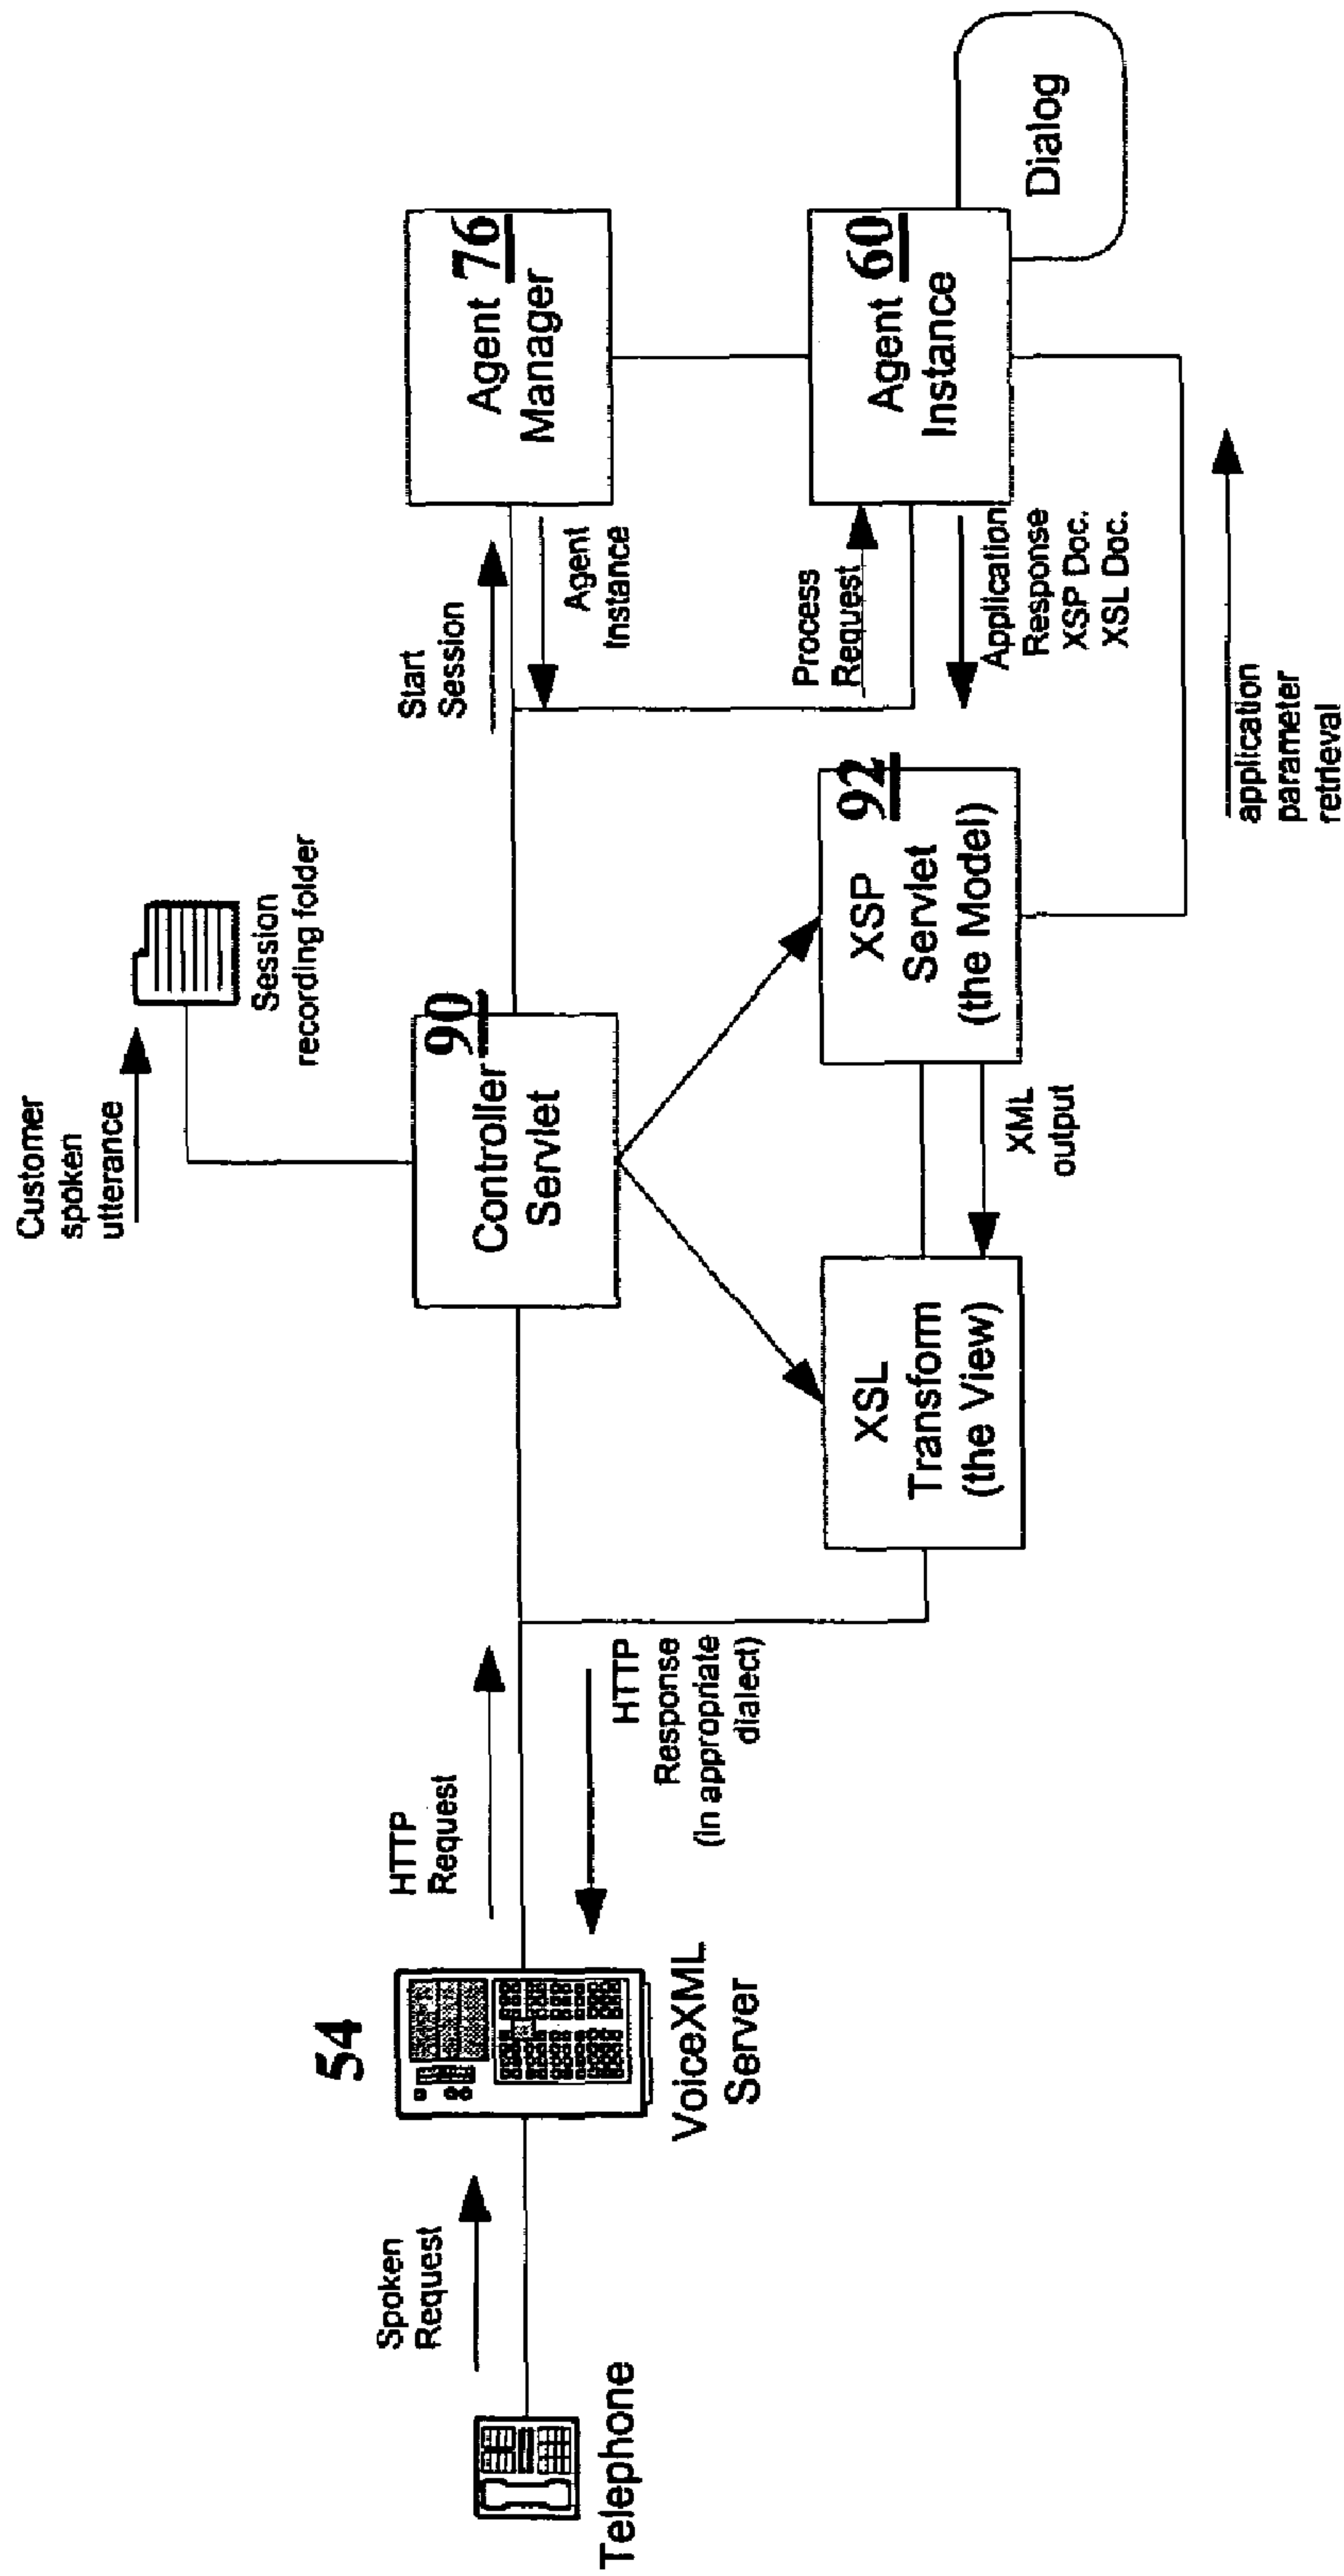 Customer
spoken
utterance
Session
recording folder
Telephone
Spoken
Request
54
VoiceXML
Server
HTTP
Request
HTTP
Response
(in appropriate
dialect)
90
Controller
Servlet
Start
Session
Agent
Instance
Agent 76
Manager
XSL
Transform
(the View)
XML
output
92
XSP
Servlet
(the Model)
Process
Request
Application
Response
XSP Doc.
XSL Doc.
Agent 60
Instance
Dialog
application
parameter
retrieval